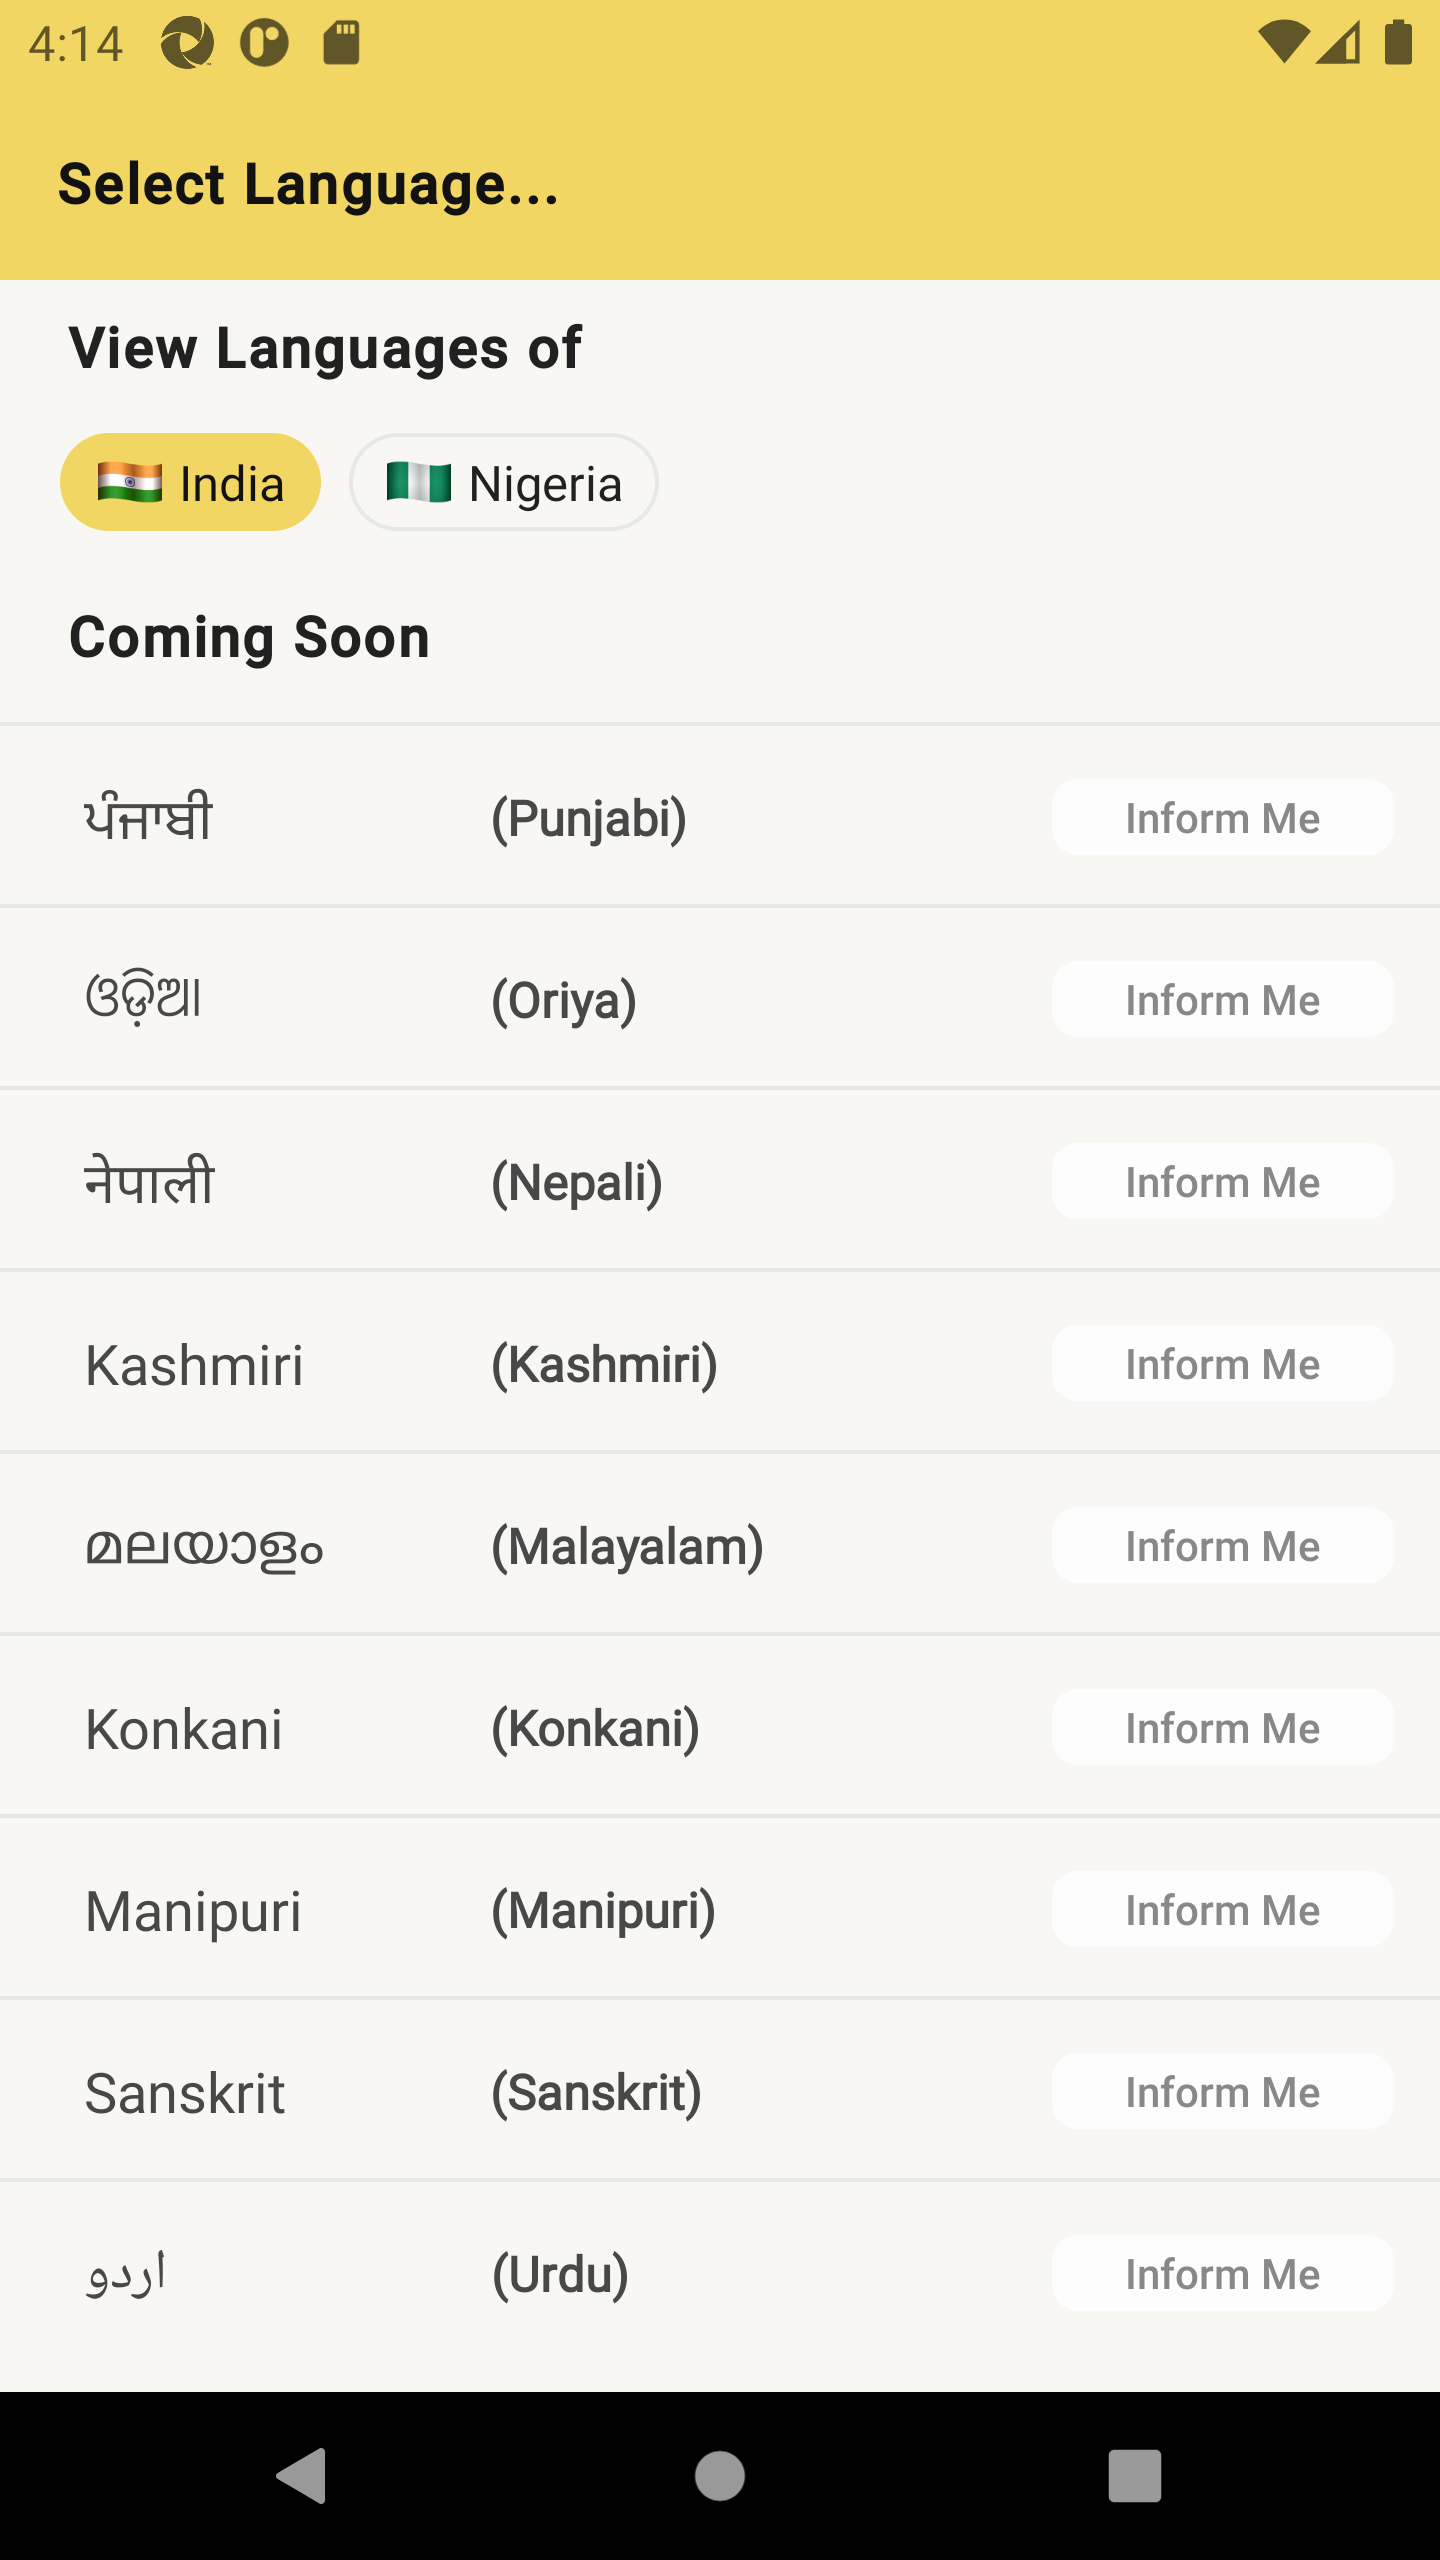 4:14
Select Language...
View Languages of
India Nigeria
Coming Soon
ਪੰਜਾਬੀ (Punjabi) Inform Me
ଓଡ଼ିଆ (Oriya) Inform Me
नेपाली (Nepali) Inform Me
Kashmiri (Kashmiri) Inform Me
മലയാളം (Malayalam) Inform Me
Konkani (Konkani) Inform Me
Manipuri (Manipuri) Inform Me
Sanskrit (Sanskrit) Inform Me
اردو (Urdu) Inform Me